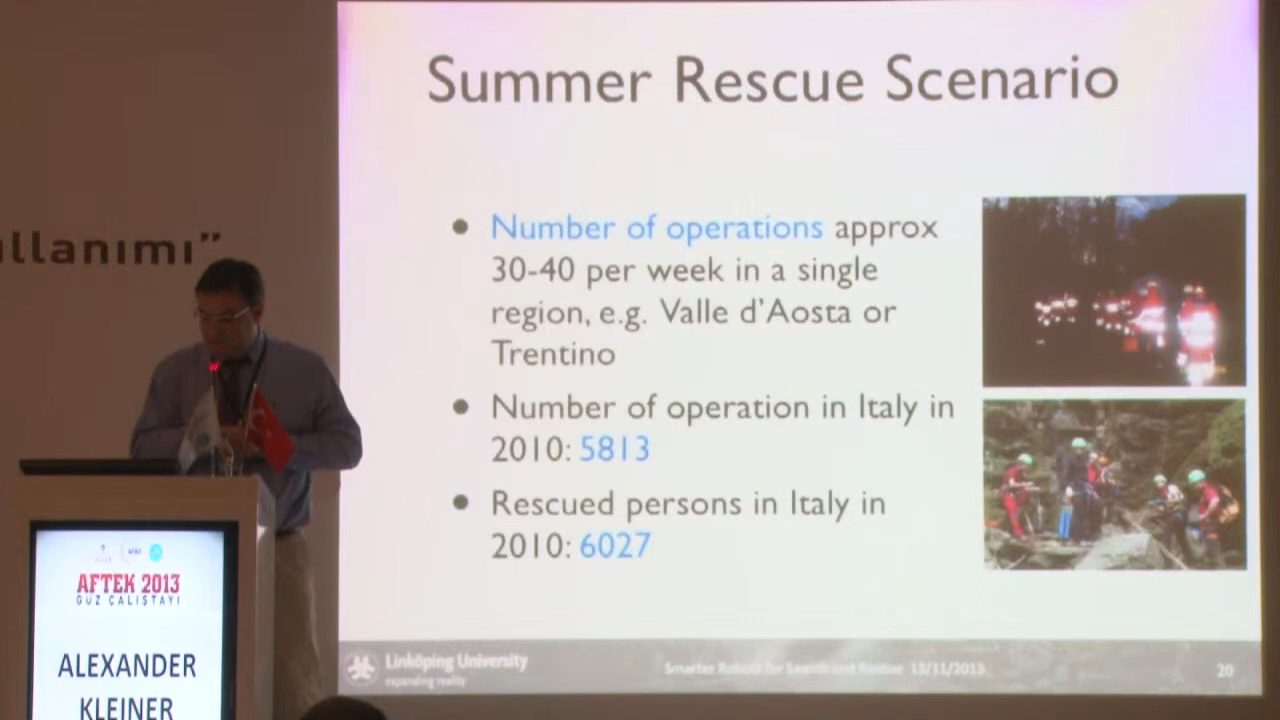 Summer Rescue Scenario
ullanımı”
• Number of operations approx
30-40 per week in a single
region, e.g. Valle d'Aosta or
Trentino
• Number of operation in Italy in
2010: 5813
• Rescued persons in Italy in
2010: 6027
AFAD
AFTEK 2013
GÜZ ÇALIŞTAYI
ALEXANDER
KLEINER
Linköping University
expanding reality
Smarter Robots for Search and Rescue 13/11/2013
20